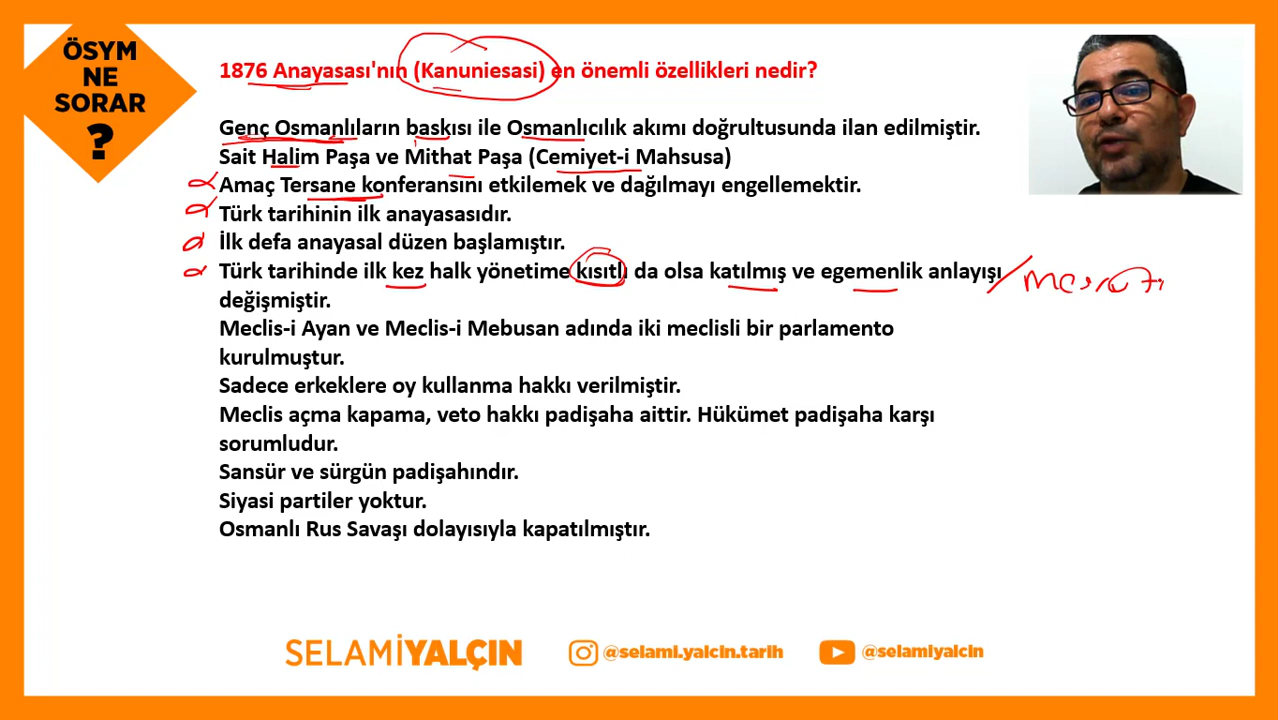 ÖSYM
NE
SORAR
?
1876 Anayasası'nın (Kanuniesasi) en önemli özellikleri nedir?
Genç Osmanlıların baskısı ile Osmanlıcılık akımı doğrultusunda ilan edilmiştir.
Sait Halim Paşa ve Mithat Paşa (Cemiyet-i Mahsusa)
Amaç Tersane konferansını etkilemek ve dağılmayı engellemektir.
Türk tarihinin ilk anayasasıdır.
İlk defa anayasal düzen başlamıştır.
Türk tarihinde ilk kez halk yönetime kısıtlı da olsa katılmış ve egemenlik anlayışı
değişmiştir.
Meclis-i Ayan ve Meclis-i Mebusan adında iki meclisli bir parlamento
kurulmuştur.
Sadece erkeklere oy kullanma hakkı verilmiştir.
Meclis açma kapama, veto hakkı padişaha aittir. Hükümet padişaha karşı
sorumludur.
Sansür ve sürgün padişahındır.
Siyasi partiler yoktur.
Osmanlı Rus Savaşı dolayısıyla kapatılmıştır.
SELAMİYALÇIN
@selami.yalcin.tarih
@selamiyalcin